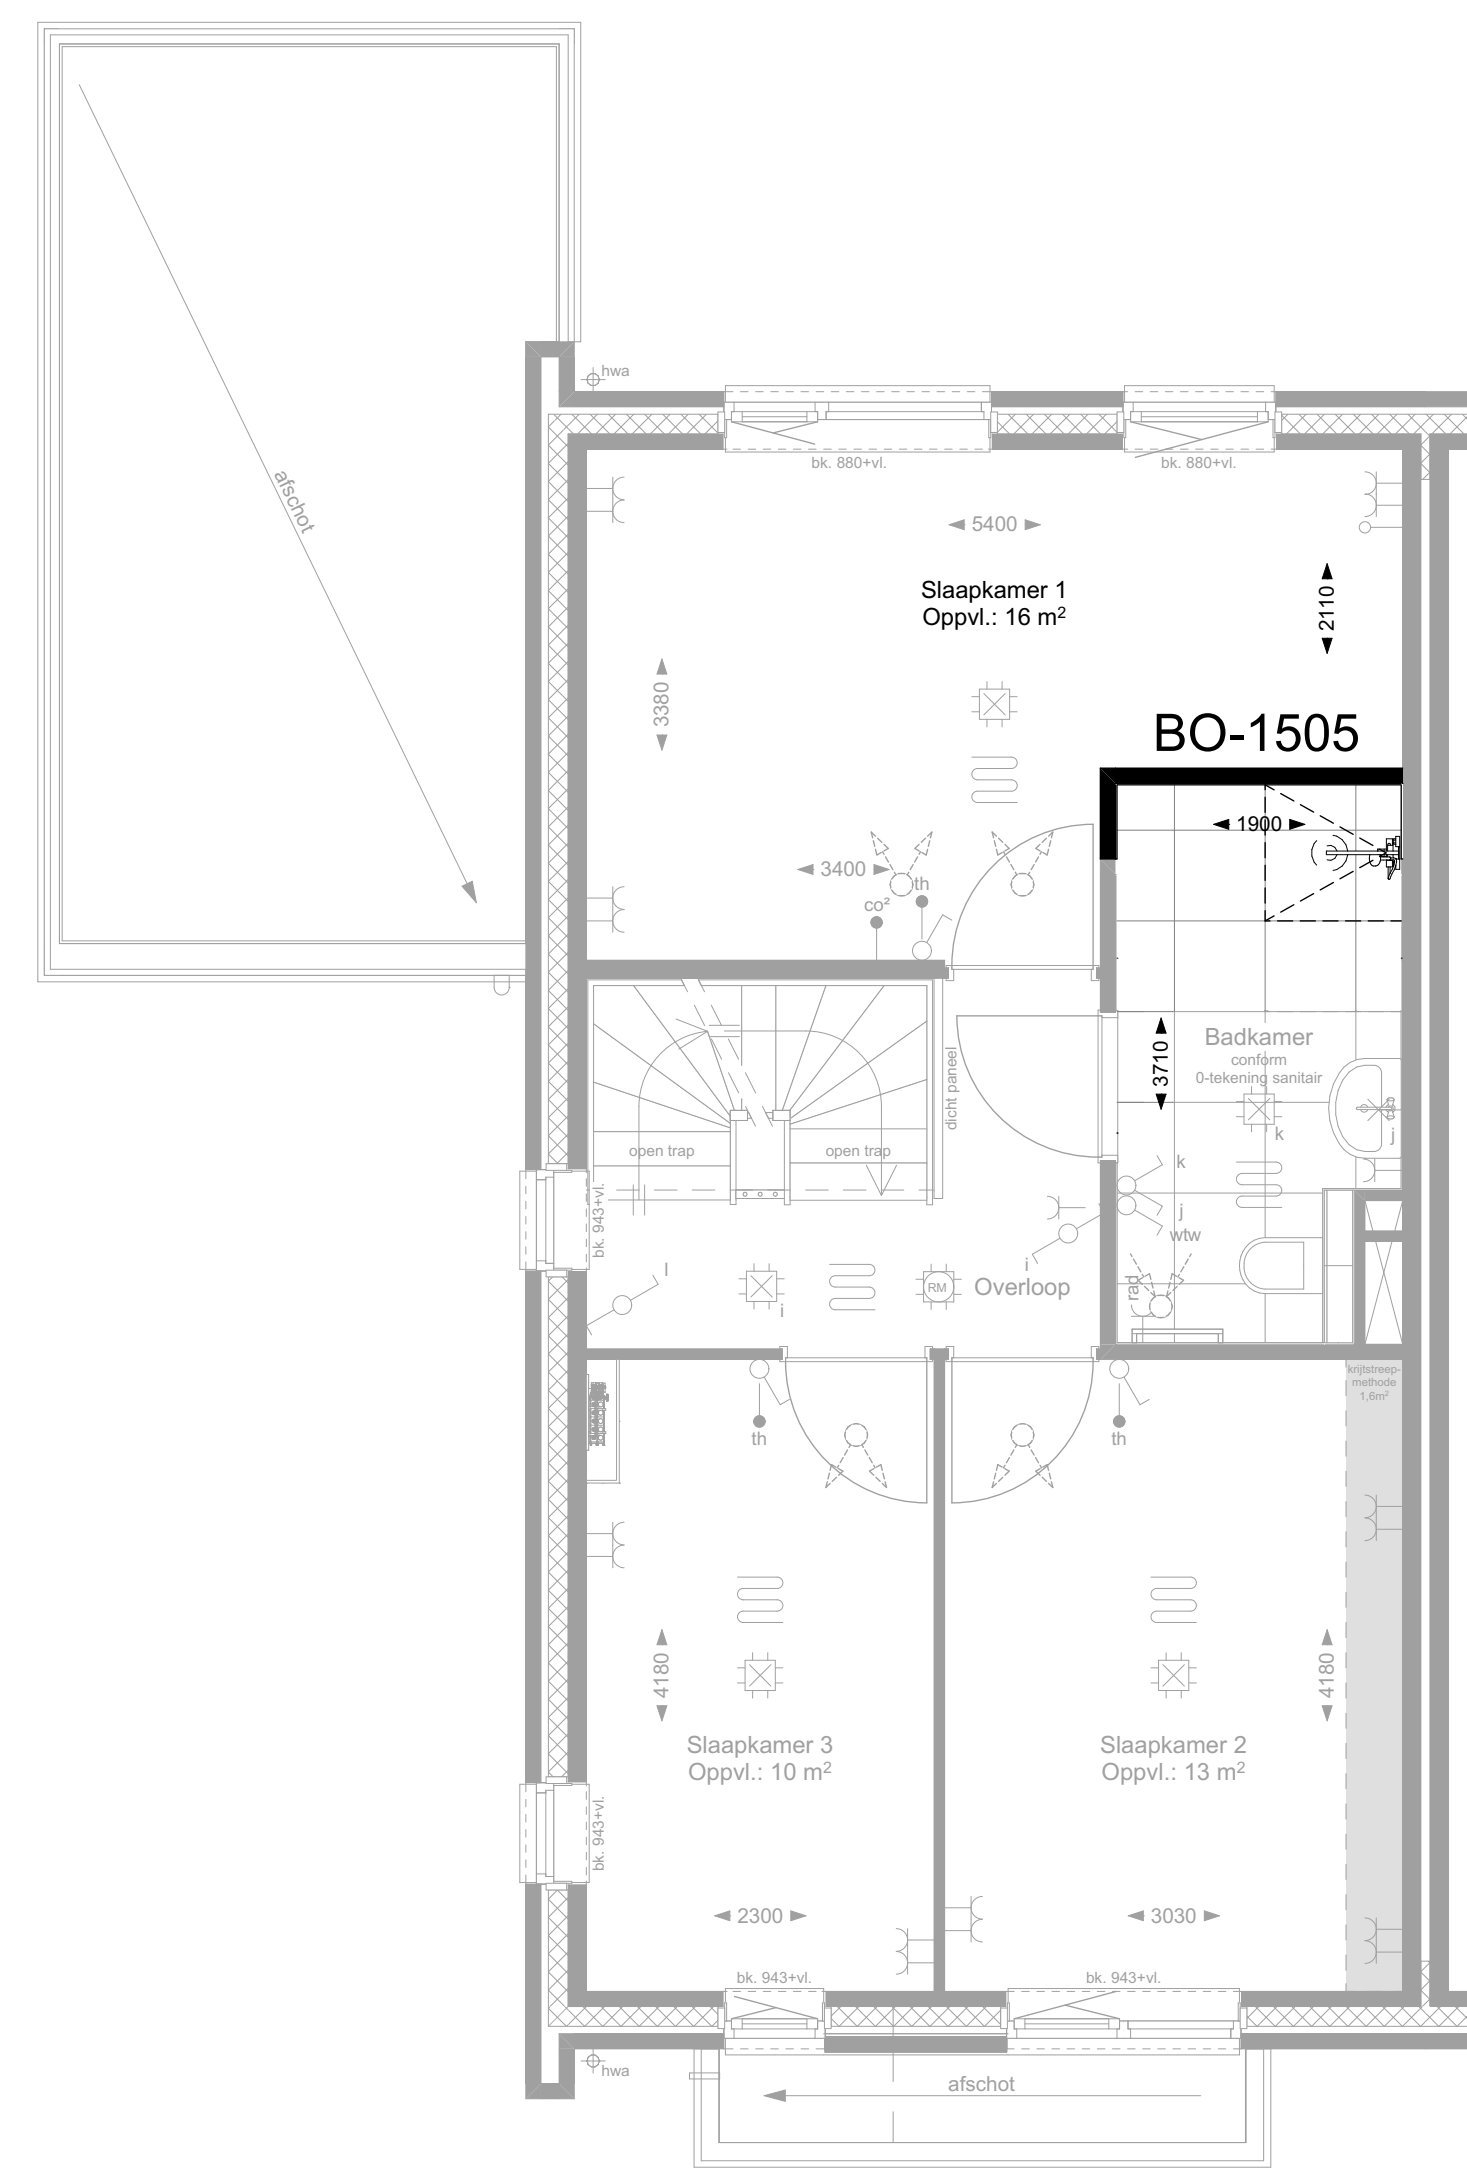 hwa
bk. 880+vl.
bk. 880+vl.
afschot
5400
Slaapkamer 1
Oppvl.: 16 m²
2110
3380
BO-1505
1900
3400
th
co²
Badkamer
conform
0-tekening sanitair
3710
dicht paneel
k
j
open trap
open trap
k
j
wtw
bk. 943+vl.
i
l
rad
RM
Overloop
i
krijtstreep-
methode
1,6m²
th
th
4180
4180
Slaapkamer 3
Oppvl.: 10 m²
Slaapkamer 2
Oppvl.: 13 m²
bk. 943+vl.
2300
3030
bk. 943+vl.
bk. 943+vl.
hwa
afschot